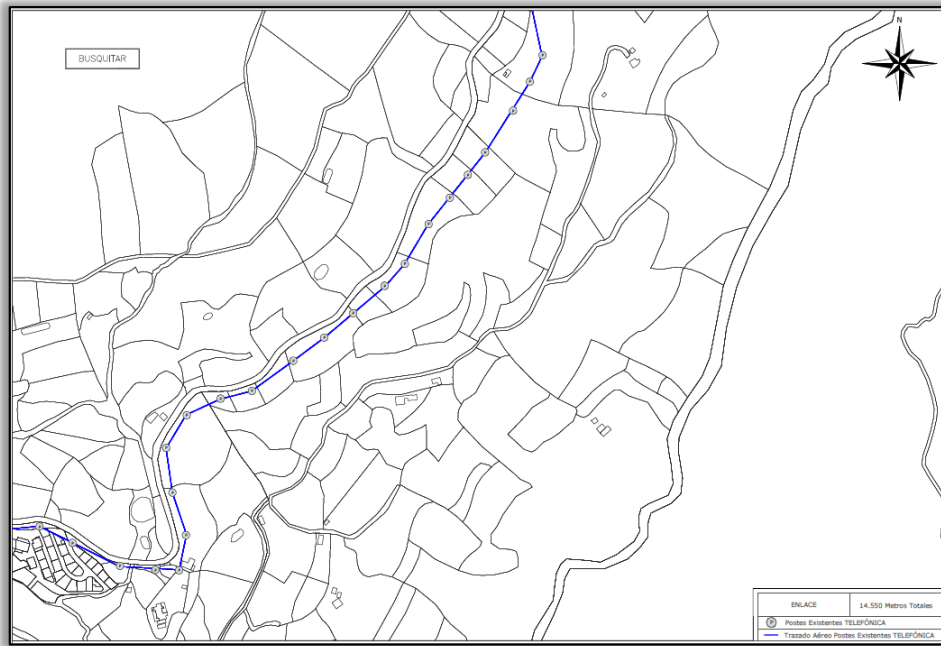 BUSQUITAR
N
ENLACE 14.550 Metros Totales
P Postes Existentes TELEFÓNICA
Trazado Aéreo Postes Existentes TELEFÓNICA